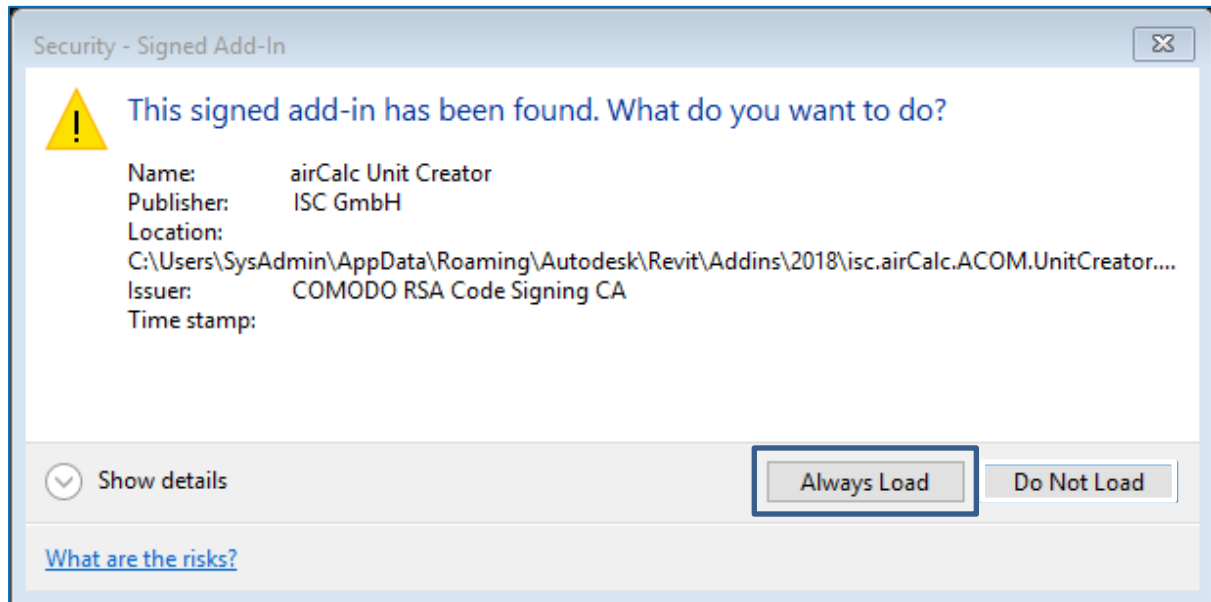 Security - Signed Add-In
This signed add-in has been found. What do you want to do?
Name: airCalc Unit Creator
Publisher: ISC GmbH
Location:
C:\Users\SysAdmin\AppData\Roaming\Autodesk\Revit\Addins\2018\isc.airCalc.ACOM.UnitCreator....
Issuer: COMODO RSA Code Signing CA
Time stamp:
Show details
Always Load
Do Not Load
What are the risks?